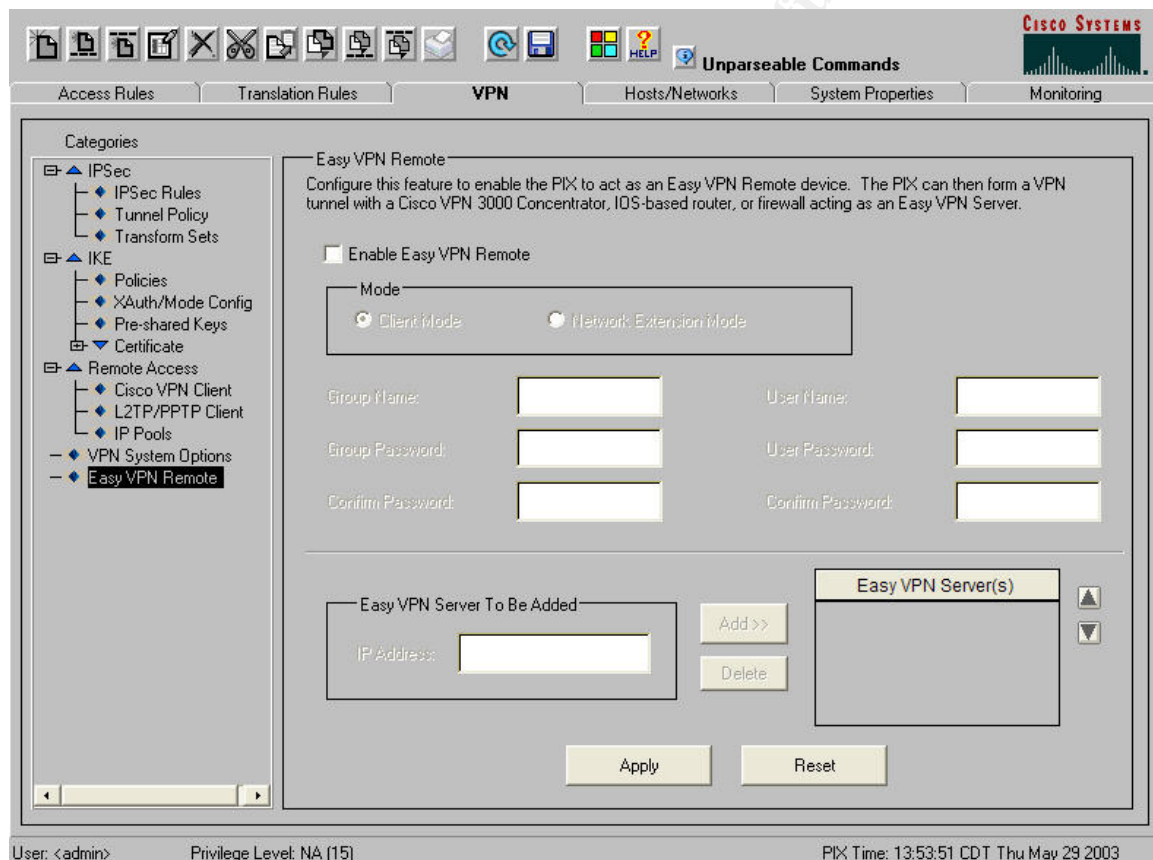 CISCO SYSTEMS
HELP
Unparseable Commands
Access Rules
Translation Rules
VPN
Hosts/Networks
System Properties
Monitoring
Categories
IPSec
IPSec Rules
Tunnel Policy
Transform Sets
IKE
Policies
XAuth/Mode Config
Pre-shared Keys
Certificate
Remote Access
Cisco VPN Client
L2TP/PPTP Client
IP Pools
VPN System Options
Easy VPN Remote
Easy VPN Remote
Configure this feature to enable the PIX to act as an Easy VPN Remote device. The PIX can then form a VPN
tunnel with a Cisco VPN 3000 Concentrator, IOS-based router, or firewall acting as an Easy VPN Server.
Enable Easy VPN Remote
Mode
Client Mode
Network Extension Mode
Group Name:
User Name:
Group Password:
User Password:
Confirm Password:
Confirm Password:
Easy VPN Server To Be Added
IP Address:
Add >>
Delete
Easy VPN Server(s)
Apply
Reset
User: <admin>
Privilege Level: NA (15)
PIX Time: 13:53:51 CDT Thu May 29 2003